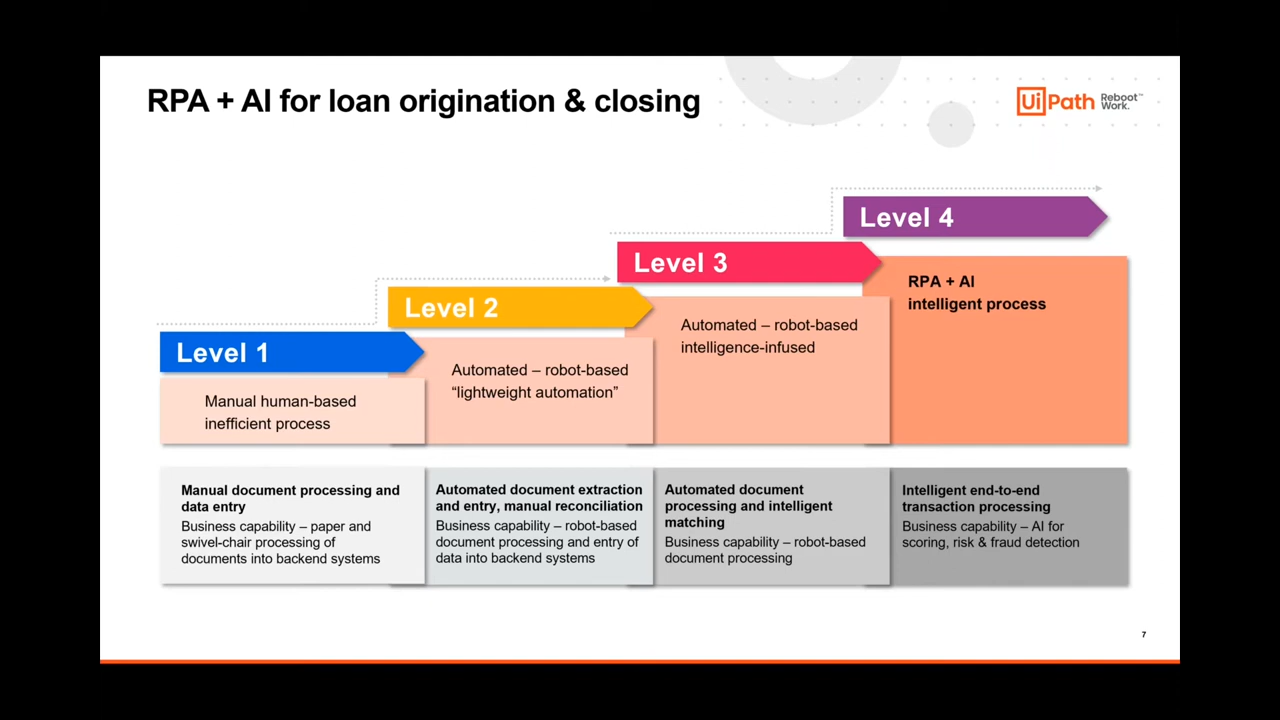 RPA + AI for loan origination & closing
UiPath Reboot Work.™
Level 1
Manual human-based
inefficient process
Level 2
Automated – robot-based
“lightweight automation”
Level 3
Automated – robot-based
intelligence-infused
Level 4
RPA + AI
intelligent process
Manual document processing and
data entry
Business capability – paper and
swivel-chair processing of
documents into backend systems
Automated document extraction
and entry, manual reconciliation
Business capability – robot-based
document processing and entry of
data into backend systems
Automated document
processing and intelligent
matching
Business capability – robot-based
document processing
Intelligent end-to-end
transaction processing
Business capability – AI for
scoring, risk & fraud detection
7